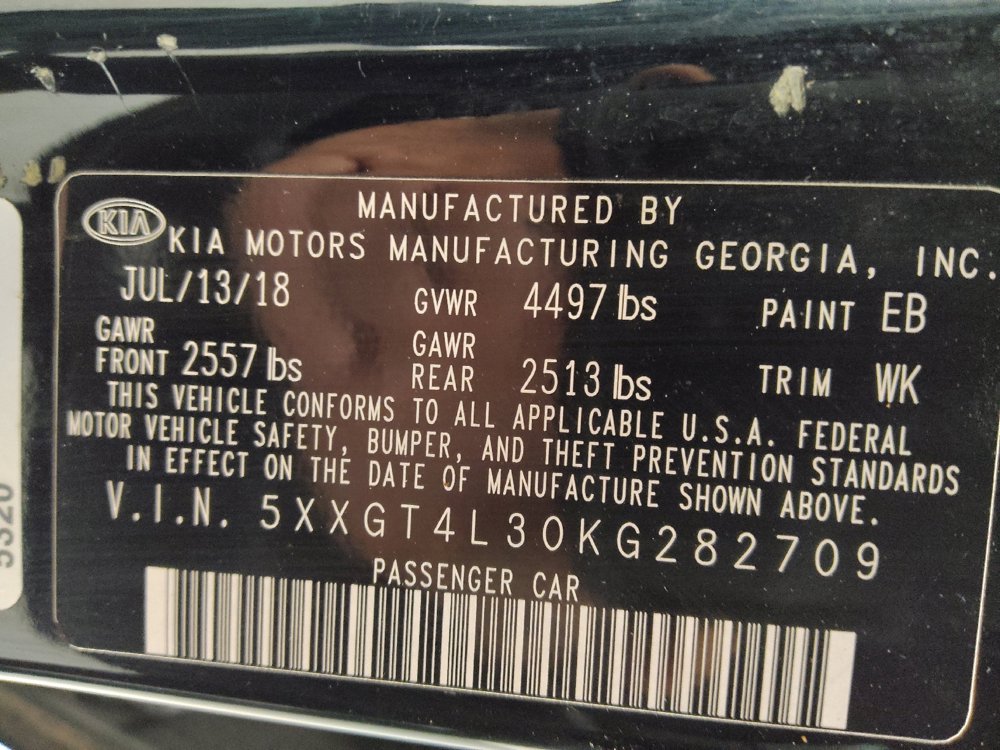 KIA
MANUFACTURED BY
KIA MOTORS MANUFACTURING GEORGIA, INC.
JUL/13/18 GVWR 4497 lbs PAINT EB
GAWR FRONT 2557 lbs GAWR REAR 2513 lbs TRIM WK
THIS VEHICLE CONFORMS TO ALL APPLICABLE U.S.A. FEDERAL
MOTOR VEHICLE SAFETY, BUMPER, AND THEFT PREVENTION STANDARDS
IN EFFECT ON THE DATE OF MANUFACTURE SHOWN ABOVE.
V.I.N. 5XXGT4L30KG282709
PASSENGER CAR